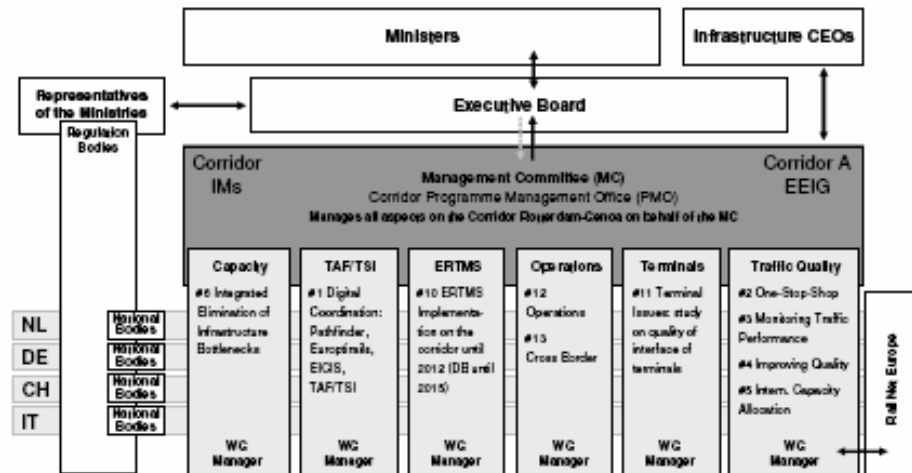 Ministers
Infrastructure CEOs
Representatives
of the Ministries
Executive Board
Regulation
Bodies
Corridor
IMs
Management Committee (MC)
Corridor Programme Management Office (PMO)
Manages all aspects on the Corridor Rotterdam-Genoa on behalf of the MC
Corridor A
EEIG
Capacity
#6 Integrated
Elimination of
Infrastructure
Bottlenecks
WG
Manager
TAF/TSI
#1 Digital
Coordination:
Pathfinder,
Europtirails,
EICIS,
TAF/TSI
WG
Manager
ERTMS
#10 ERTMS
Implementa-
tion on the
corridor until
2012 (DB until
2015)
WG
Manager
Operations
#12
Operations
#13
Cross Border
WG
Manager
Terminals
#11 Terminal
Issues: study
on quality of
interface of
terminals
WG
Manager
Traffic Quality
#2 One-Stop-Shop
#3 Monitoring Traffic
Performance
#4 Improving Quality
#5 Intern. Capacity
Allocation
WG
Manager
Rail Net Europe
NL
National
Bodies
DE
National
Bodies
CH
National
Bodies
IT
National
Bodies